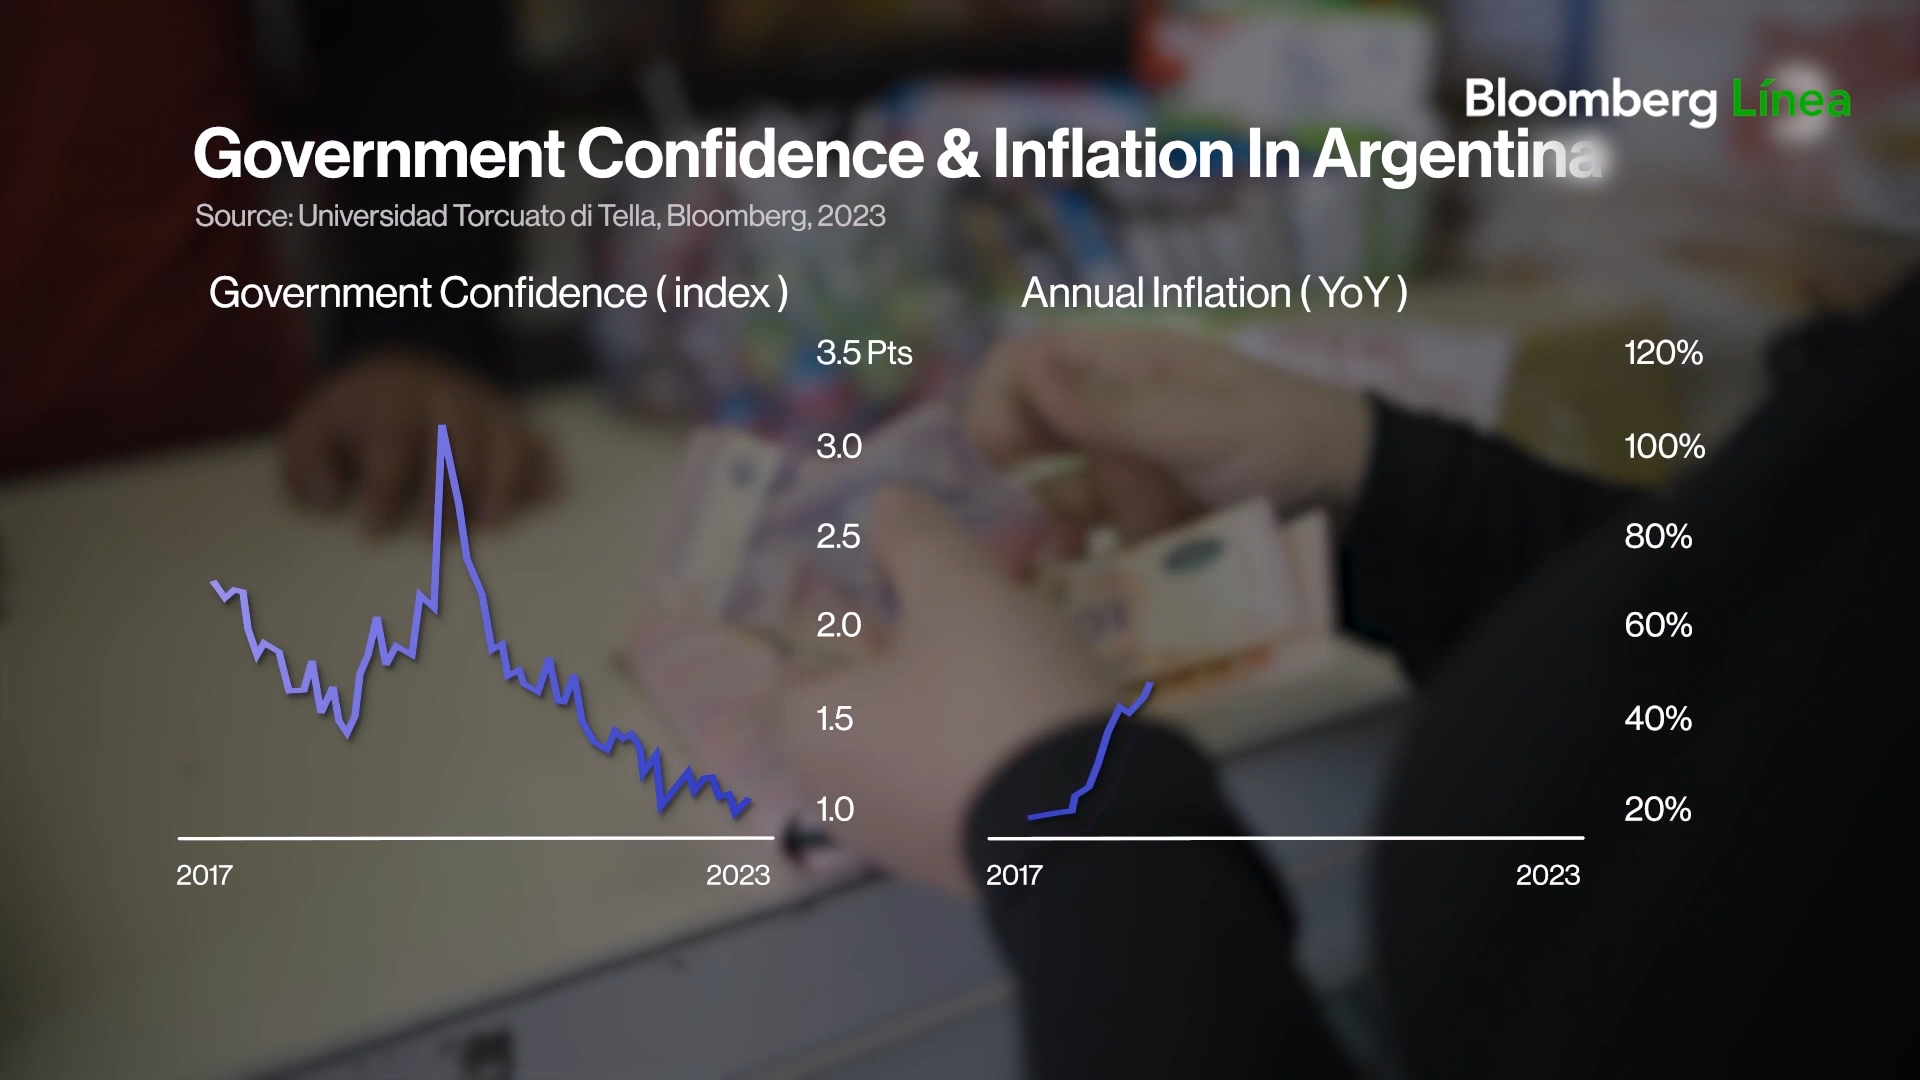 Bloomberg Línea
Government Confidence & Inflation In Argentina
Source: Universidad Torcuato di Tella, Bloomberg, 2023
Government Confidence ( index )
3.5 Pts
3.0
2.5
2.0
1.5
1.0
2017
2023
Annual Inflation ( YoY )
120%
100%
80%
60%
40%
20%
2017
2023